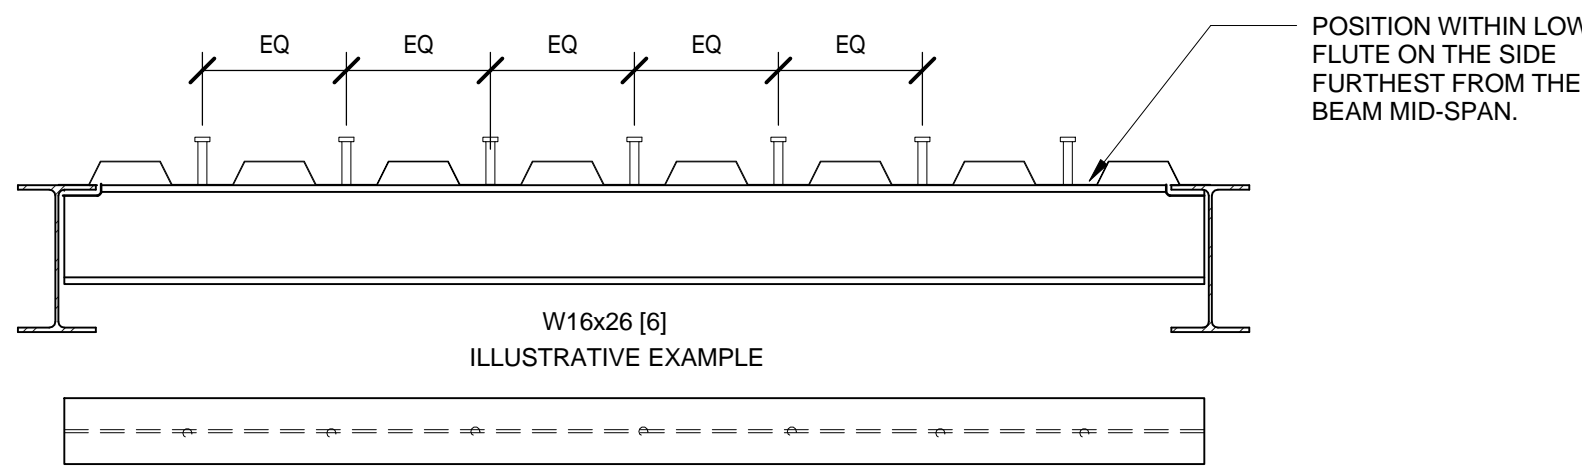 EQ EQ EQ EQ EQ
POSITION WITHIN LOW
FLUTE ON THE SIDE
FURTHEST FROM THE
BEAM MID-SPAN.
W16x26 [6]
ILLUSTRATIVE EXAMPLE